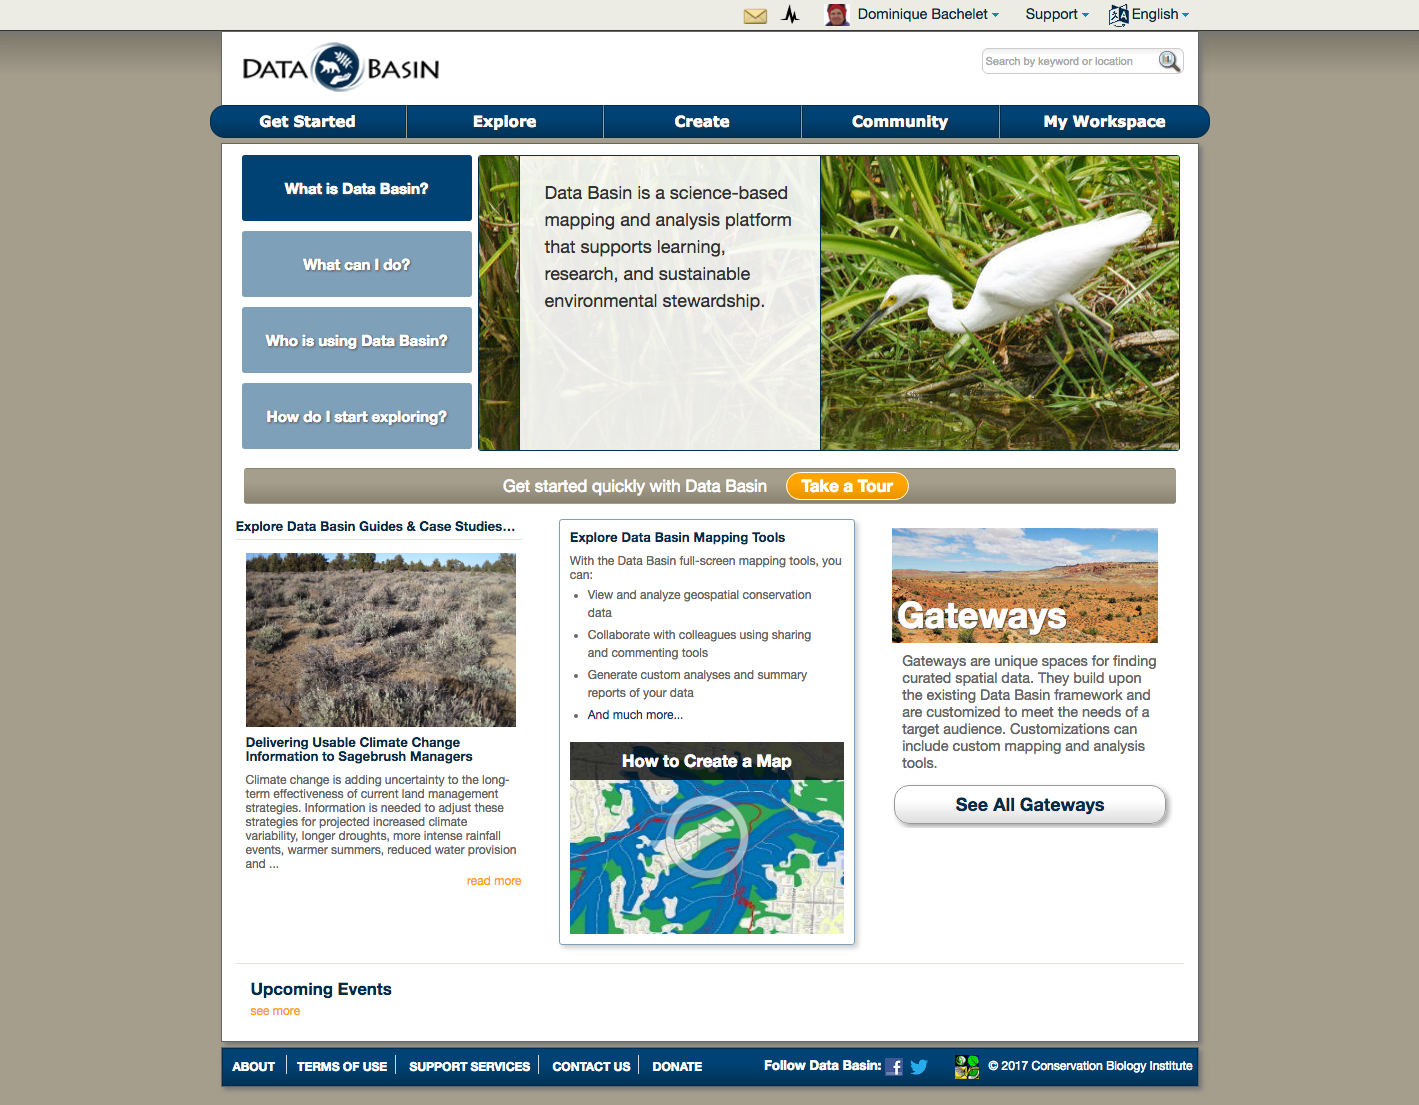 Dominique Bachelet
Support
English
DATA BASIN
Search by keyword or location
Get Started
Explore
Create
Community
My Workspace
What is Data Basin?
What can I do?
Who is using Data Basin?
How do I start exploring?
Data Basin is a science-based
mapping and analysis platform
that supports learning,
research, and sustainable
environmental stewardship.
Get started quickly with Data Basin
Take a Tour
Explore Data Basin Guides & Case Studies...
Delivering Usable Climate Change
Information to Sagebrush Managers
Climate change is adding uncertainty to the long-
term effectiveness of current land management
strategies. Information is needed to adjust these
strategies for projected increased climate
variability, longer droughts, more intense rainfall
events, warmer summers, reduced water provision
and ...
read more
Explore Data Basin Mapping Tools
With the Data Basin full-screen mapping tools, you
can:
• View and analyze geospatial conservation
data
• Collaborate with colleagues using sharing
and commenting tools
• Generate custom analyses and summary
reports of your data
• And much more...
How to Create a Map
Gateways
Gateways are unique spaces for finding
curated spatial data. They build upon
the existing Data Basin framework and
are customized to meet the needs of a
target audience. Customizations can
include custom mapping and analysis
tools.
See All Gateways
Upcoming Events
see more
ABOUT
TERMS OF USE
SUPPORT SERVICES
CONTACT US
DONATE
Follow Data Basin:
© 2017 Conservation Biology Institute